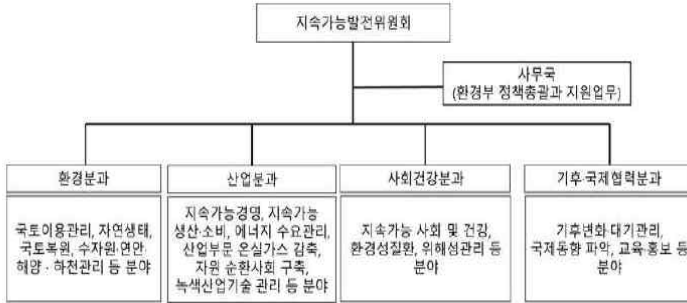 지속가능발전위원회
사무국
(환경부 정책총괄과 지원업무)
환경분과
국토이용관리, 자연생태,
국토복원, 수자원·연안·
해양·하천관리 등 분야
산업분과
지속가능경영, 지속가능
생산·소비, 에너지 수요관리,
산업부문 온실가스 감축,
자원 순환사회 구축,
녹색산업기술 관리 등 분야
사회건강분과
지속가능 사회 및 건강,
환경성질환, 위해성관리 등
분야
기후·국제협력분과
기후변화·대기관리,
국제동향 파악, 교육·홍보 등
분야